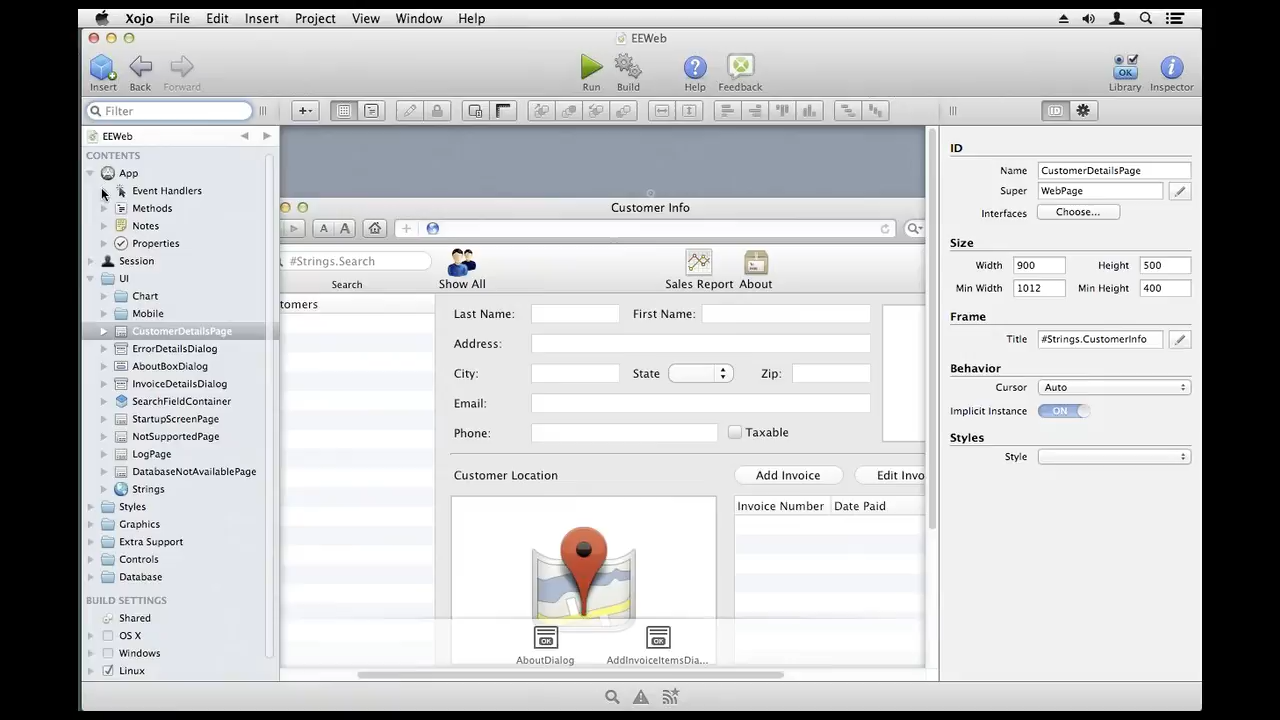 Xojo File Edit Insert Project View Window Help
EEWeb
Insert Back Forward Run Build Help Feedback Library Inspector
OK
Filter
EEWeb
CONTENTS
App
Event Handlers
Methods
Notes
Properties
Session
UI
Chart
Mobile
CustomerDetailsPage
ErrorDetailsDialog
AboutBoxDialog
InvoiceDetailsDialog
SearchFieldContainer
StartupScreenPage
NotSupportedPage
LogPage
DatabaseNotAvailablePage
Strings
Styles
Graphics
Extra Support
Controls
Database
BUILD SETTINGS
Shared
OS X
Windows
Linux
Customer Info
A A
#Strings.Search
Search Show All Sales Report About
tomers
Last Name: First Name:
Address:
City: State Zip:
Email:
Phone: Taxable
Customer Location Add Invoice Edit Invo
Invoice Number Date Paid
OK OK
AboutDialog AddInvoiceItemsDia...
ID
ID
Name CustomerDetailsPage
Super WebPage
Interfaces Choose...
Size
Width 900 Height 500
Min Width 1012 Min Height 400
Frame
Title #Strings.CustomerInfo
Behavior
Cursor Auto
Implicit Instance ON
Styles
Style